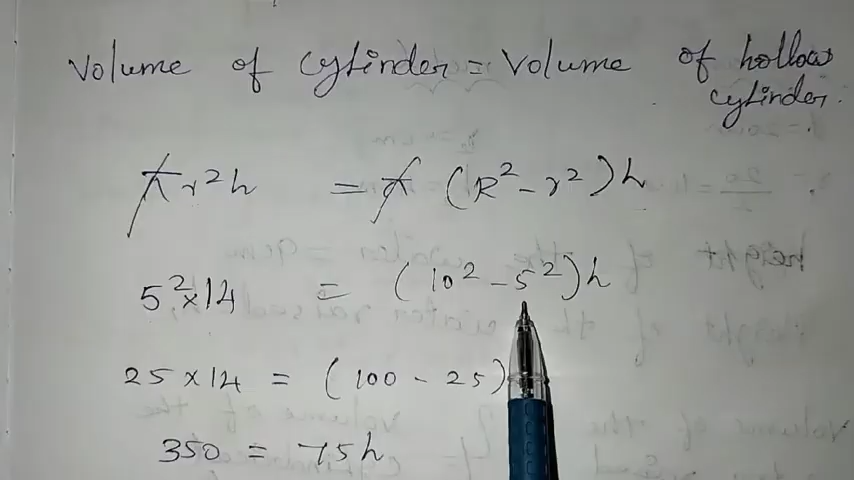 Volume of cylinder = Volume of hollow
cylinder.
πr²h = π (R² - r²)h
5² × 14 = (10² - 5²)h
25 × 14 = (100 - 25)
350 = 75h